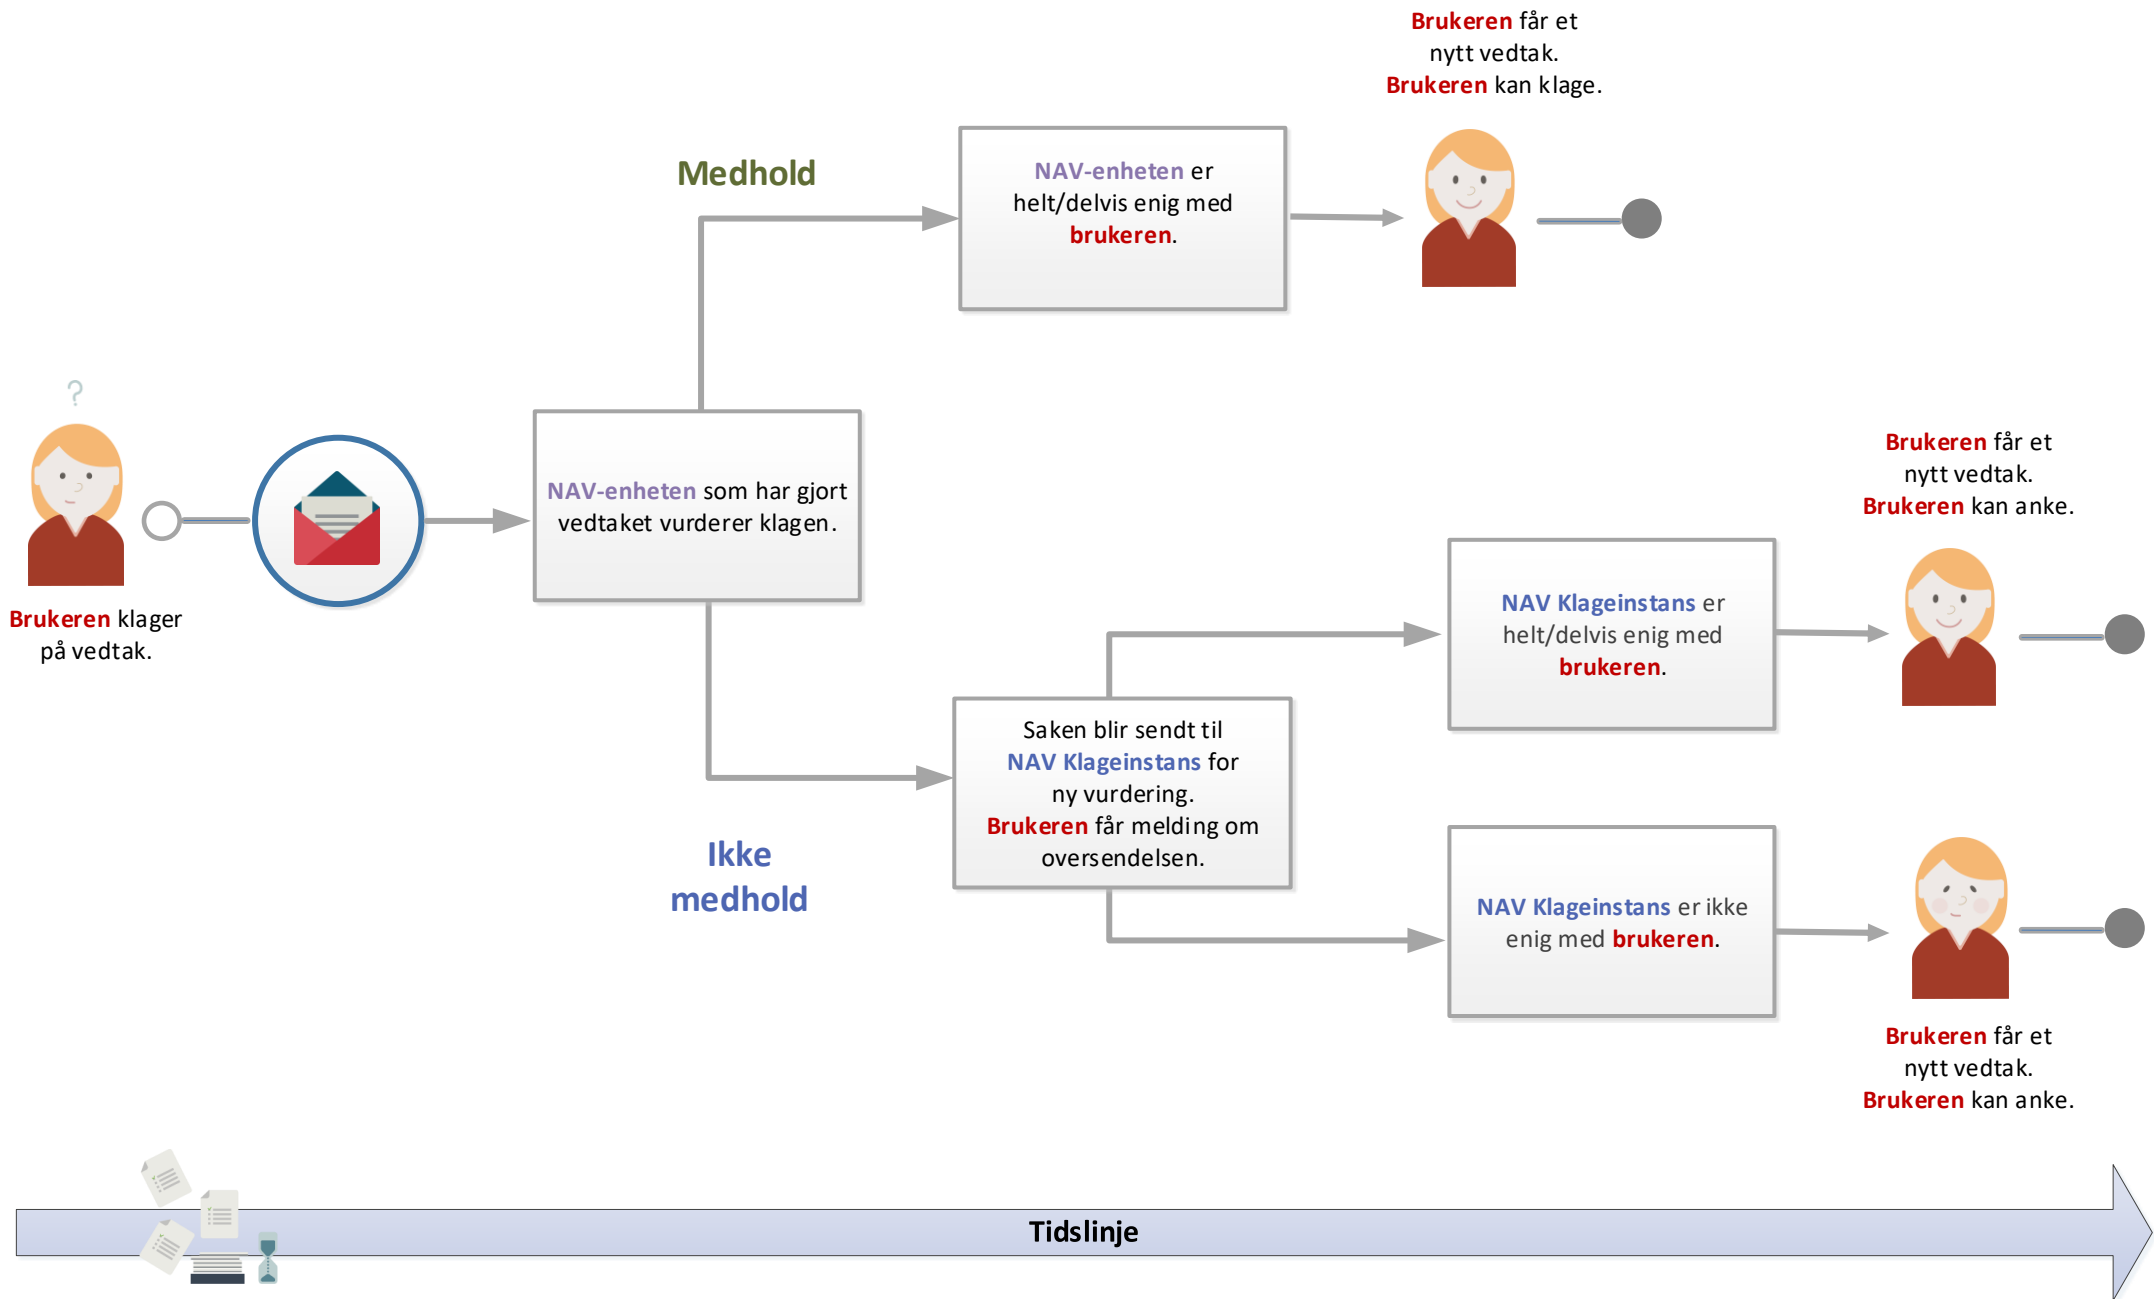 Brukeren får et
nytt vedtak.
Brukeren kan klage.
Medhold
NAV-enheten er
helt/delvis enig med
brukeren.
?
Brukeren klager
på vedtak.
NAV-enheten som har gjort
vedtaket vurderer klagen.
Ikke
medhold
Saken blir sendt til
NAV Klageinstans for
ny vurdering.
Brukeren får melding om
oversendelsen.
NAV Klageinstans er
helt/delvis enig med
brukeren.
Brukeren får et
nytt vedtak.
Brukeren kan anke.
NAV Klageinstans er ikke
enig med brukeren.
Brukeren får et
nytt vedtak.
Brukeren kan anke.
Tidslinje